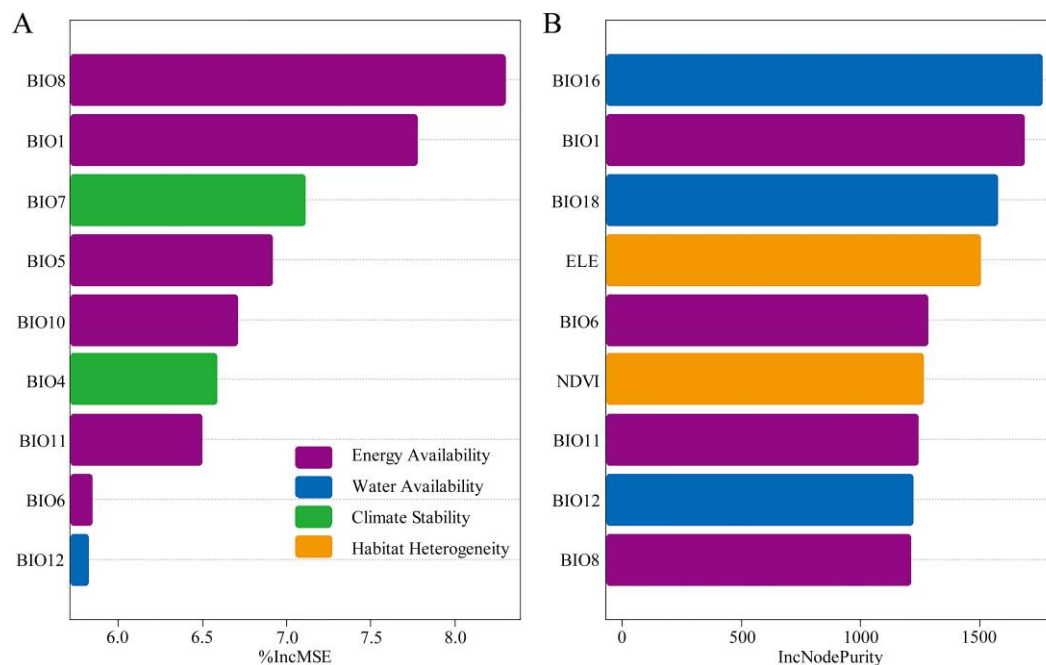 A
BIO8
BIO1
BIO7
BIO5
BIO10
BIO4
BIO11
BIO6
BIO12
Energy Availability
Water Availability
Climate Stability
Habitat Heterogeneity
6.0 6.5 7.0 7.5 8.0
%IncMSE
B
BIO16
BIO1
BIO18
ELE
BIO6
NDVI
BIO11
BIO12
BIO8
0 500 1000 1500
IncNodePurity